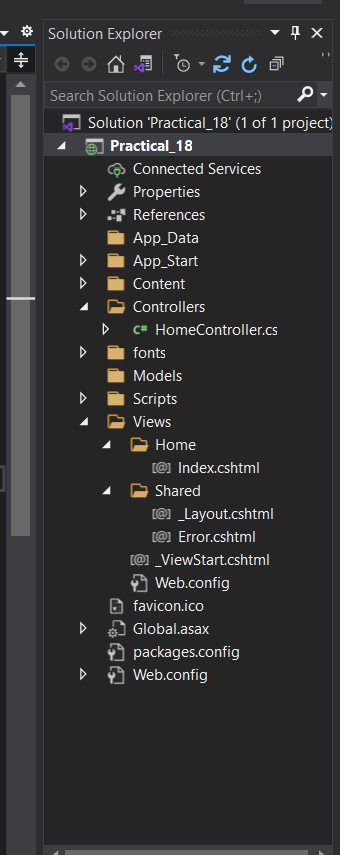 Solution Explorer
Search Solution Explorer (Ctrl+;)
Solution 'Practical_18' (1 of 1 project)
Practical_18
Connected Services
Properties
References
App_Data
App_Start
Content
Controllers
C# HomeController.cs
fonts
Models
Scripts
Views
Home
[@] Index.cshtml
Shared
[@] _Layout.cshtml
[@] Error.cshtml
[@] _ViewStart.cshtml
Web.config
favicon.ico
Global.asax
packages.config
Web.config